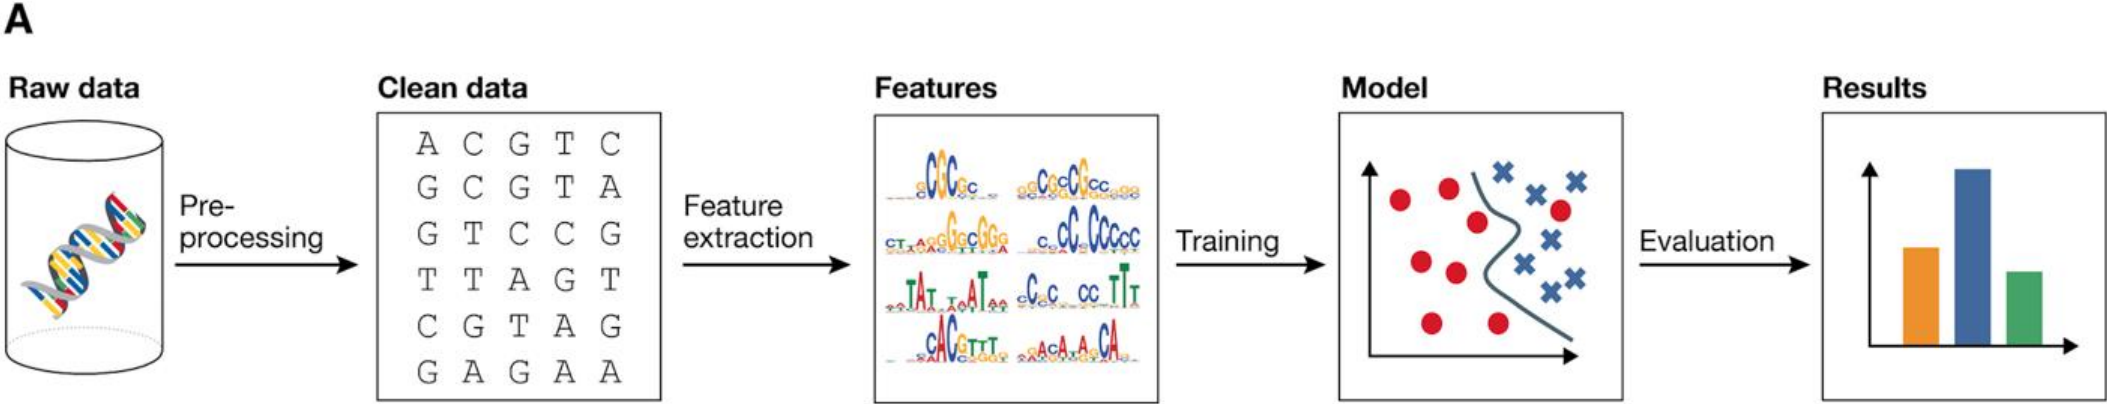 A
Raw data
Pre-
processing
Clean data
A C G T C
G C G T A
G T C C G
T T A G T
C G T A G
G A G A A
Feature
extraction
Features
Training
Model
Evaluation
Results